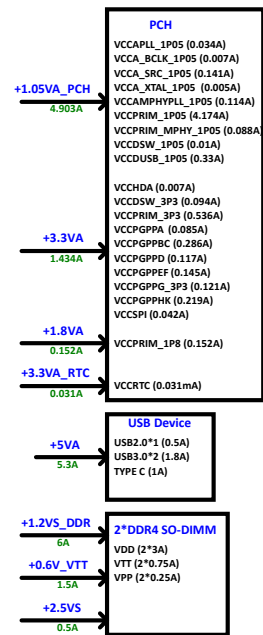 PCH
VCCAPLL_1P05 (0.034A)
VCCA_BCLK_1P05 (0.007A)
VCCA_SRC_1P05 (0.141A)
VCCA_XTAL_1P05 (0.005A)
+1.05VA_PCH
VCCAMPHYPLL_1P05 (0.114A)
4.903A
VCCPRIM_1P05 (4.174A)
VCCPRIM_MPHY_1P05 (0.088A)
VCCDSW_1P05 (0.01A)
VCCDUSB_1P05 (0.33A)
VCCHDA (0.007A)
VCCDSW_3P3 (0.094A)
VCCPRIM_3P3 (0.536A)
+3.3VA
VCCPGPPA (0.085A)
1.434A
VCCPGPPBC (0.286A)
VCCPGPPD (0.117A)
VCCPGPPEF (0.145A)
VCCPGPPG_3P3 (0.121A)
VCCPGPPHK (0.219A)
VCCSPI (0.042A)
+1.8VA
VCCPRIM_1P8 (0.152A)
0.152A
+3.3VA_RTC
VCCRTC (0.031mA)
0.031A
USB Device
USB2.0*1 (0.5A)
+5VA
USB3.0*2 (1.8A)
5.3A
TYPE C (1A)
+1.2VS_DDR
2*DDR4 SO-DIMM
6A
VDD (2*3A)
+0.6V_VTT
VTT (2*0.75A)
1.5A
VPP (2*0.25A)
+2.5VS
0.5A